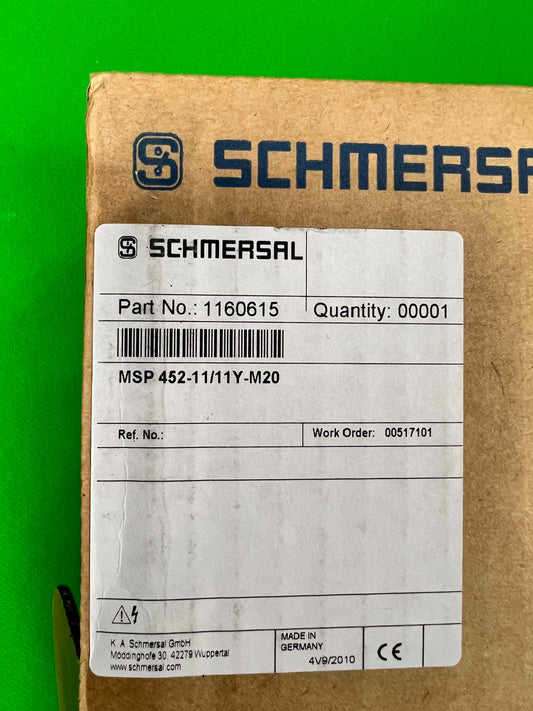 SCHMERSA
SCHMERSAL
Part No.: 1160615
Quantity: 00001
MSP 452-11/11Y-M20
Ref. No.:
Work Order: 00517101
K. A. Schmersal GmbH
Möddinghofe 30, 42279 Wuppertal
www.schmersal.com
MADE IN
GERMANY
4V9/2010
CE